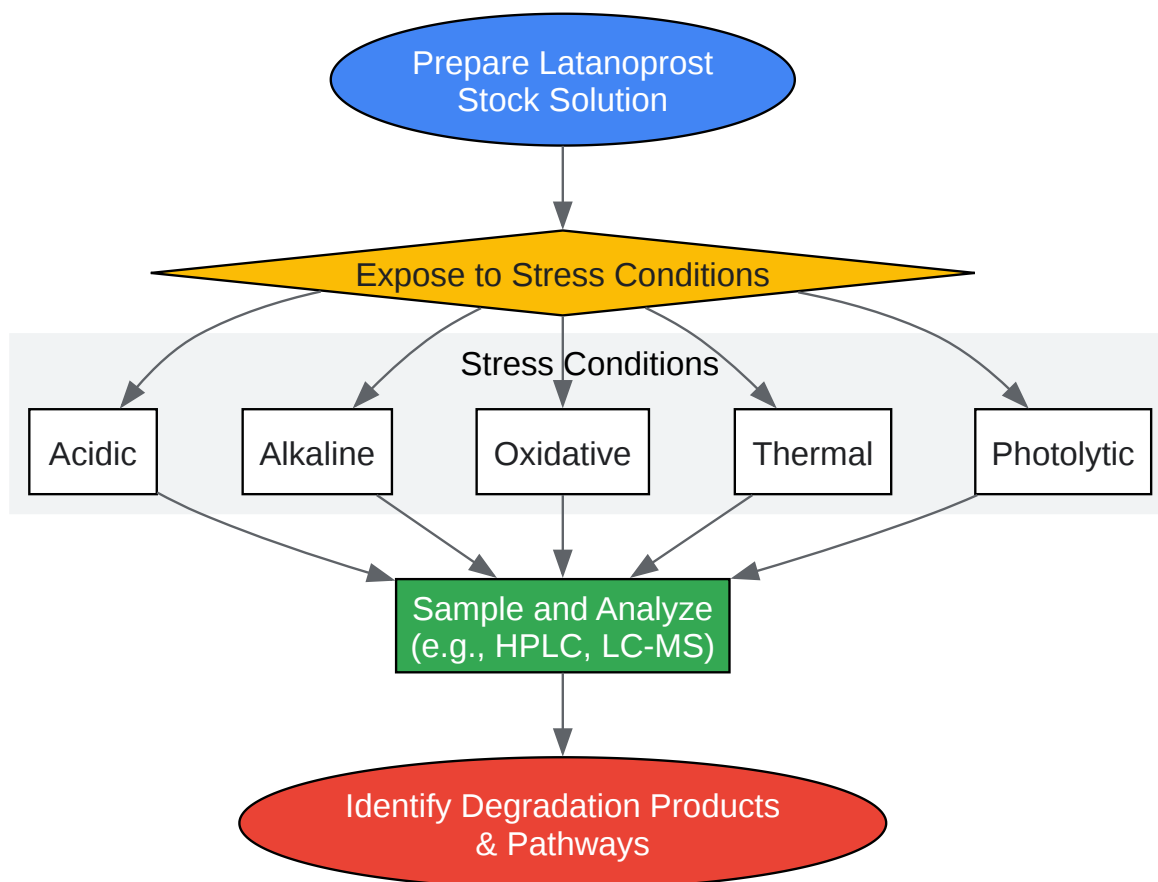 Prepare Latanoprost
Stock Solution
Expose to Stress Conditions
Stress Conditions
Acidic
Alkaline
Oxidative
Thermal
Photolytic
Sample and Analyze
(e.g., HPLC, LC-MS)
Identify Degradation Products
& Pathways